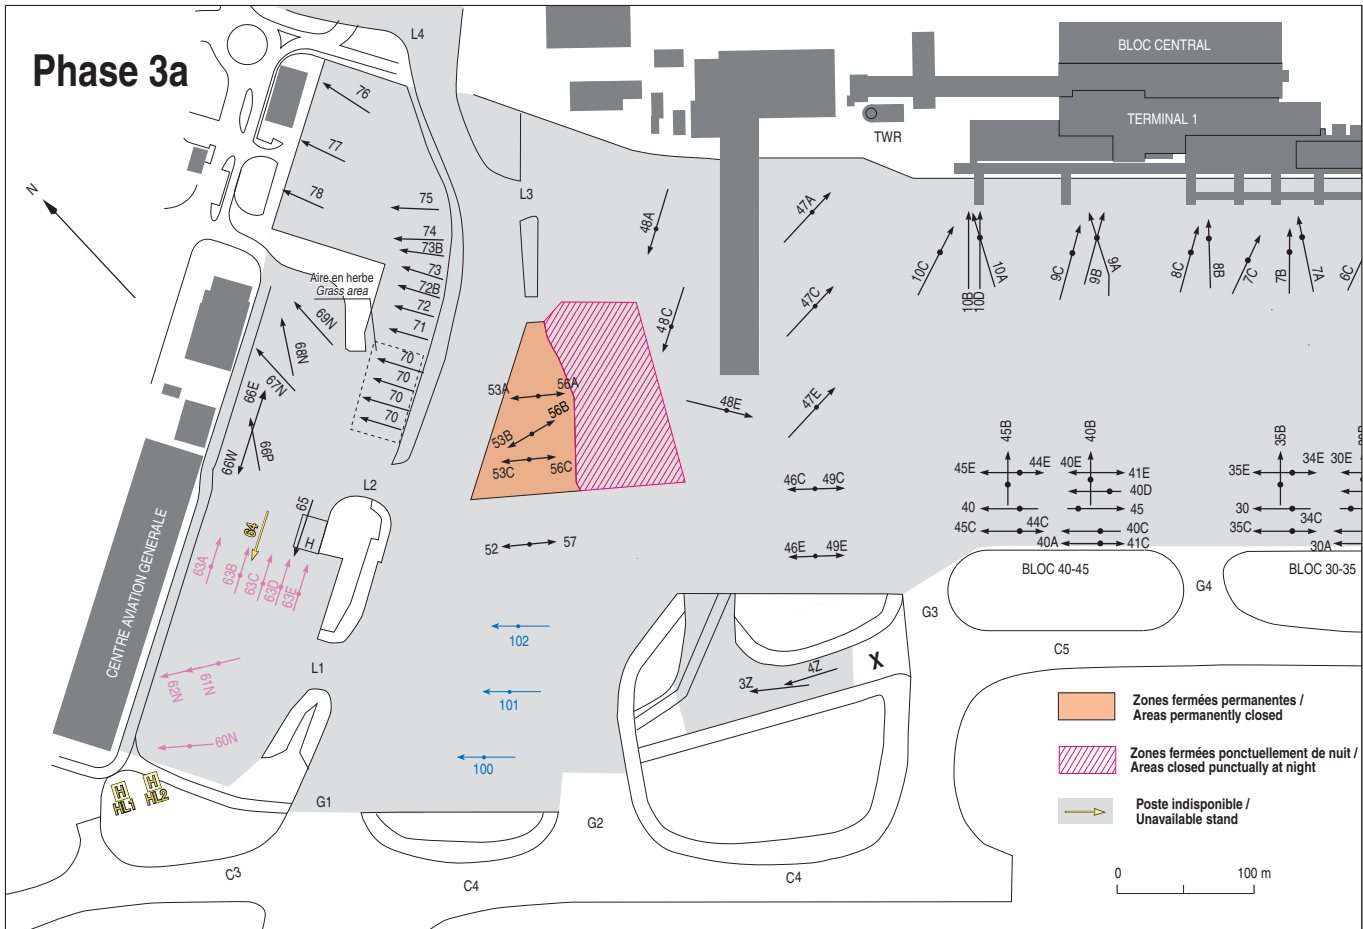 Phase 3a
L4
BLOC CENTRAL
TERMINAL 1
TWR
N
76
77
78
75
74
73B
73
72B
72
71
70
70
70
70
L3
48A
47A
48C
47C
48E
47E
10C
10B
10D
10A
9C
9B
9A
8C
8B
7C
7B
7A
6C
Aire en herbe
Grass area
69N
68N
67N
66E
66P
66W
53A
56A
56B
53B
53C
56C
45B
40B
35B
45E
44E
40E
41E
40D
40
45
45C
44C
40C
40A
41C
35E
34E
30E
30
34C
35C
30A
46C
49C
46E
49E
52
57
L2
65
H
64
63A
63B
63C
63D
63E
CENTRE AVIATION GENERALE
BLOC 40-45
BLOC 30-35
G4
G3
C5
102
101
100
L1
62N
61N
60N
4Z
3Z
X
H
HL1
H
HL2
G1
G2
C3
C4
C4
Zones fermées permanentes /
Areas permanently closed
Zones fermées ponctuellement de nuit /
Areas closed punctually at night
Poste indisponible /
Unavailable stand
0
100 m